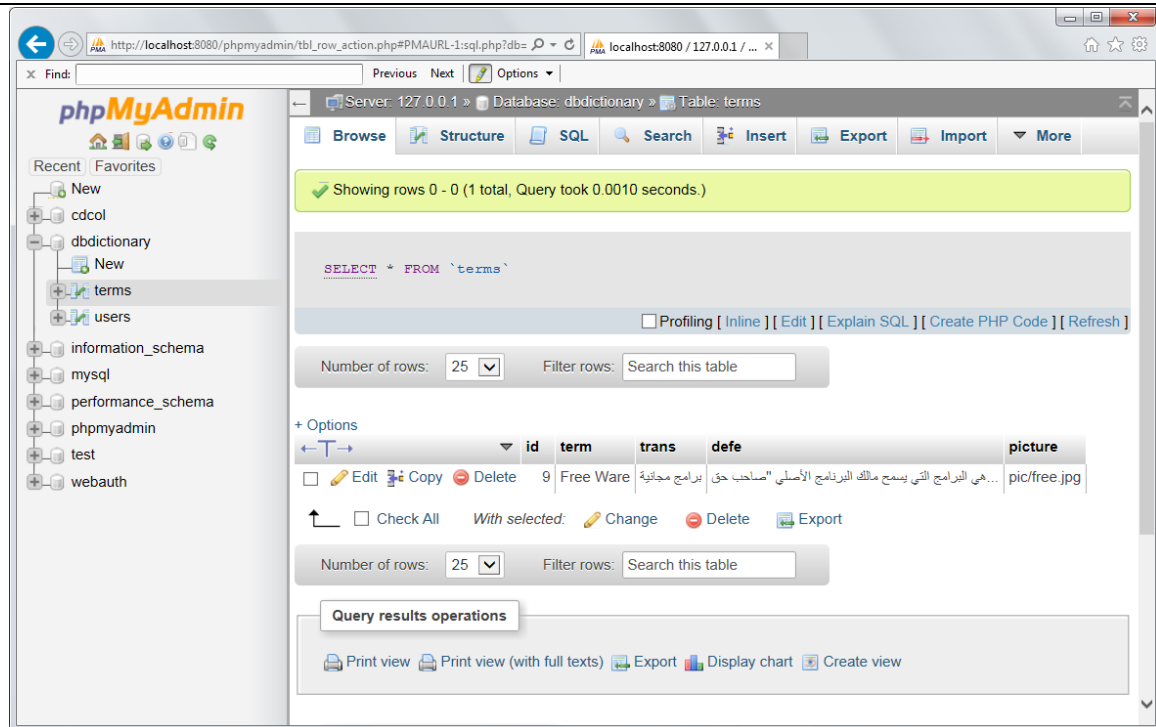 http://localhost:8080/phpmyadmin/tbl_row_action.php#PMAURL-1:sql.php?db=
PMA localhost:8080 / 127.0.0.1 / ...
x Find: Previous Next Options
phpMyAdmin
Recent Favorites
New
cdcol
dbdictionary
New
terms
users
information_schema
mysql
performance_schema
phpmyadmin
test
webauth
Server: 127.0.0.1 » Database: dbdictionary » Table: terms
Browse Structure SQL Search Insert Export Import More
Showing rows 0 - 0 (1 total, Query took 0.0010 seconds.)
SELECT * FROM `terms`
Profiling [ Inline ] [ Edit ] [ Explain SQL ] [ Create PHP Code ] [ Refresh ]
Number of rows: 25 Filter rows: Search this table
+ Options
id term trans defe picture
Edit Copy Delete 9 Free Ware برامج مجانية هي البرامج التي يسمح مالك البرنامج الأصلي "صاحب حق... pic/free.jpg
Check All With selected: Change Delete Export
Number of rows: 25 Filter rows: Search this table
Query results operations
Print view Print view (with full texts) Export Display chart Create view